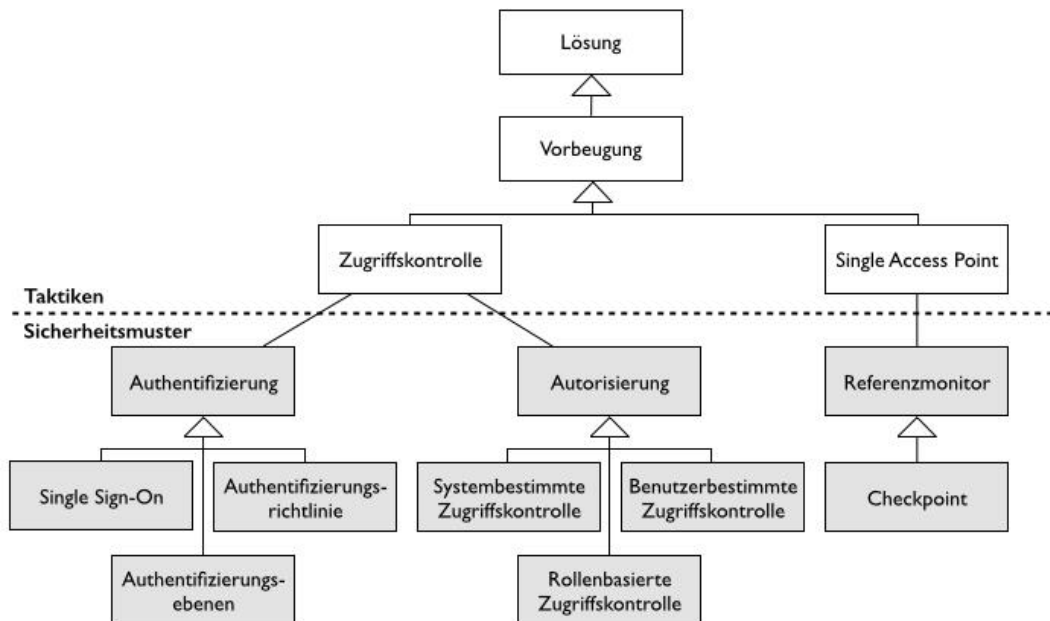 Lösung
Vorbeugung
Zugriffskontrolle
Single Access Point
Taktiken
Sicherheitsmuster
Authentifizierung
Autorisierung
Referenzmonitor
Single Sign-On
Authentifizierungs-
richtlinie
Systembestimmte
Zugriffskontrolle
Benutzerbestimmte
Zugriffskontrolle
Checkpoint
Authentifizierungs-
ebenen
Rollenbasierte
Zugriffskontrolle